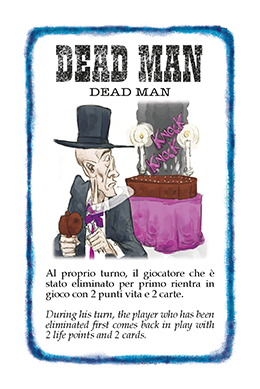 DEAD MAN
DEAD MAN
KNOCK
KNOCK
Al proprio turno, il giocatore che è
stato eliminato per primo rientra in
gioco con 2 punti vita e 2 carte.
During his turn, the player who has been
eliminated first comes back in play with
2 life points and 2 cards.